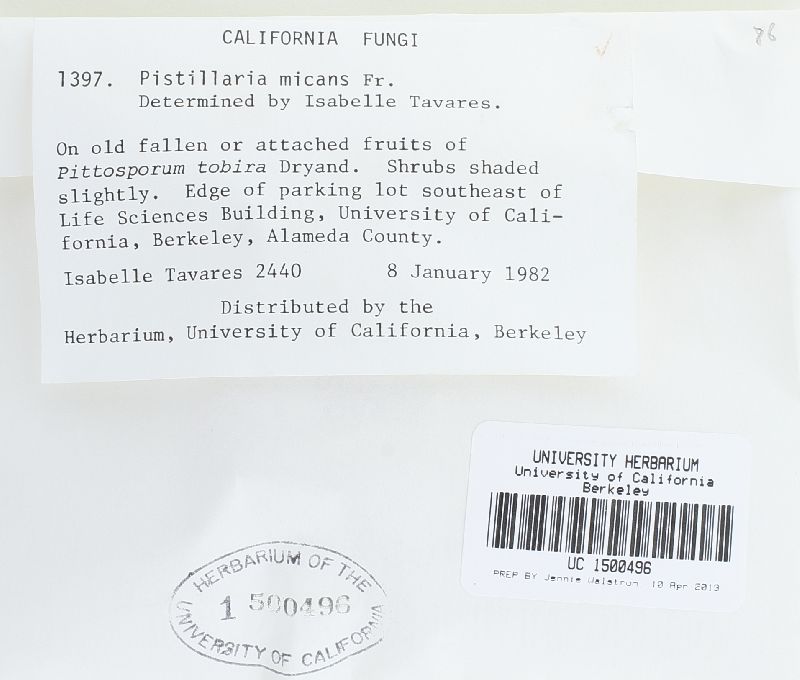 CALIFORNIA FUNGI
86
1397. Pistillaria micans Fr.
Determined by Isabelle Tavares.
On old fallen or attached fruits of
Pittosporum tobira Dryand. Shrubs shaded
slightly. Edge of parking lot southeast of
Life Sciences Building, University of Cali-
fornia, Berkeley, Alameda County.
Isabelle Tavares 2440 8 January 1982
Distributed by the
Herbarium, University of California, Berkeley
UNIVERSITY HERBARIUM
University of California
Berkeley
UC 1500496
PREP BY Jennie Walstrum 10 Apr 2013
HERBARIUM OF THE
1 500496
UNIVERSITY OF CALIFORNIA